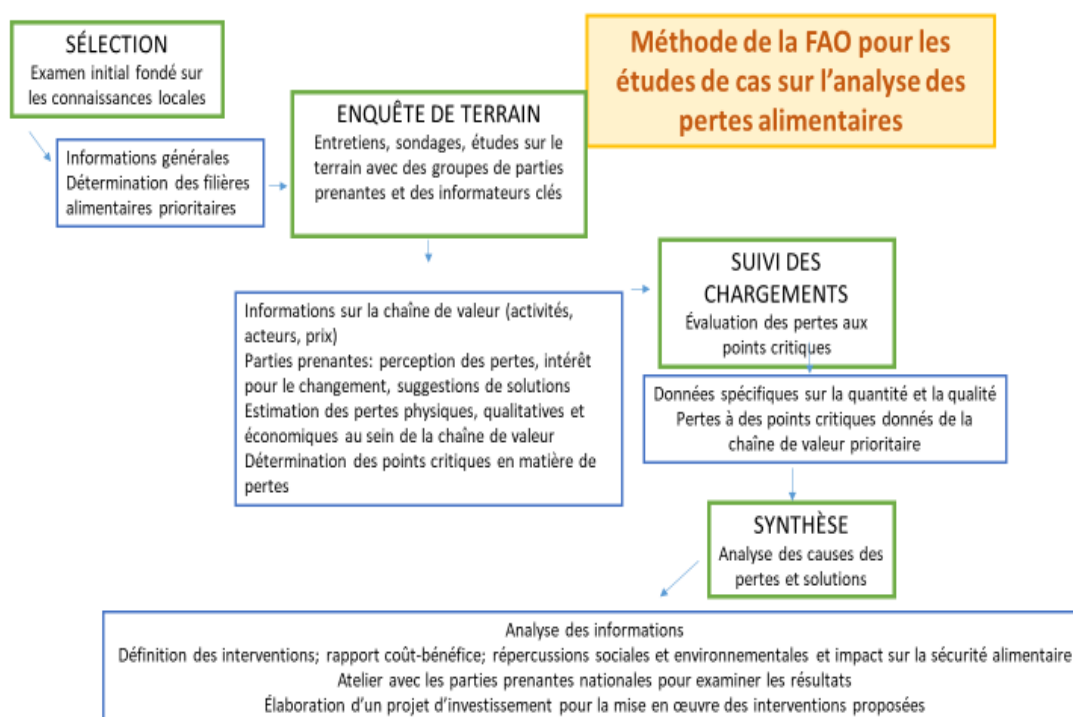 SÉLECTION
Examen initial fondé sur
les connaissances locales
Méthode de la FAO pour les
études de cas sur l’analyse des
pertes alimentaires
ENQUÊTE DE TERRAIN
Entretiens, sondages, études sur le
terrain avec des groupes de parties
prenantes et des informateurs clés
Informations générales
Détermination des filières
alimentaires prioritaires
SUIVI DES
CHARGEMENTS
Évaluation des pertes aux
points critiques
Informations sur la chaîne de valeur (activités,
acteurs, prix)
Parties prenantes: perception des pertes, intérêt
pour le changement, suggestions de solutions
Estimation des pertes physiques, qualitatives et
économiques au sein de la chaîne de valeur
Détermination des points critiques en matière de
pertes
Données spécifiques sur la quantité et la qualité
Pertes à des points critiques donnés de la
chaîne de valeur prioritaire
SYNTHÈSE
Analyse des causes des
pertes et solutions
Analyse des informations
Définition des interventions; rapport coût-bénéfice; répercussions sociales et environnementales et impact sur la sécurité alimentaire
Atelier avec les parties prenantes nationales pour examiner les résultats
Élaboration d’un projet d’investissement pour la mise en œuvre des interventions proposées